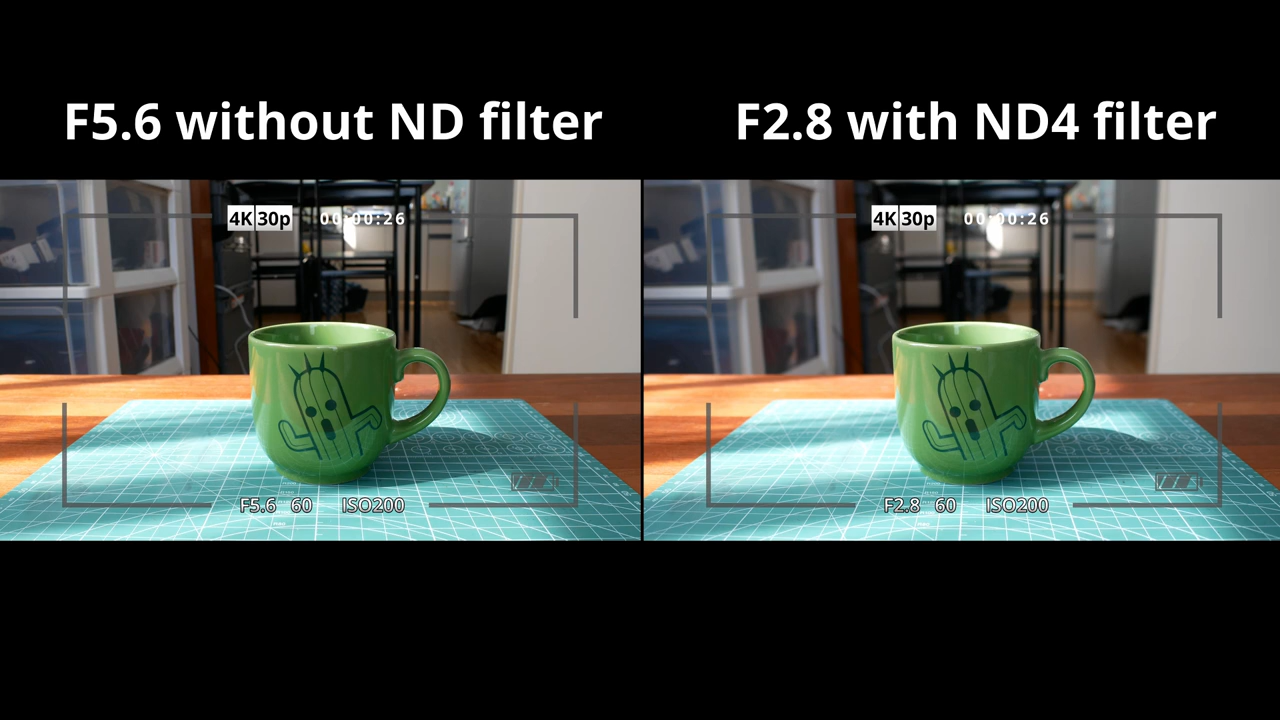 F5.6 without ND filter
F2.8 with ND4 filter
4K 30p 00:00:26
4K 30p 00:00:26
F5.6 60 ISO200
F2.8 60 ISO200